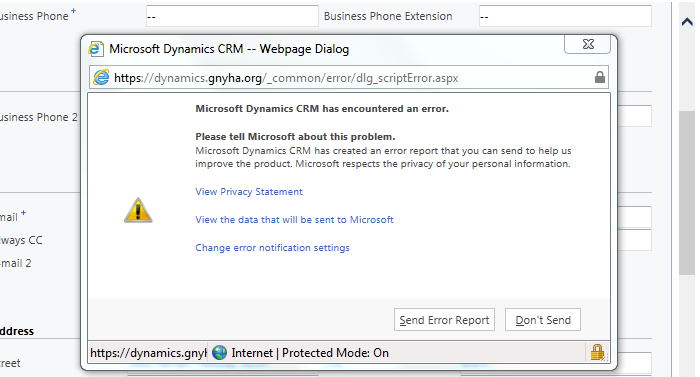 usiness Phone + -- Business Phone Extension --
Microsoft Dynamics CRM -- Webpage Dialog
https://dynamics.gnyha.org/_common/error/dlg_scriptError.aspx
Microsoft Dynamics CRM has encountered an error.
usiness Phone 2
Please tell Microsoft about this problem.
Microsoft Dynamics CRM has created an error report that you can send to help us
improve the product. Microsoft respects the privacy of your personal information.
View Privacy Statement
mail +
View the data that will be sent to Microsoft
lways CC
Change error notification settings
-mail 2
Send Error Report Don't Send
ddress
https://dynamics.gnyh Internet | Protected Mode: On
treet